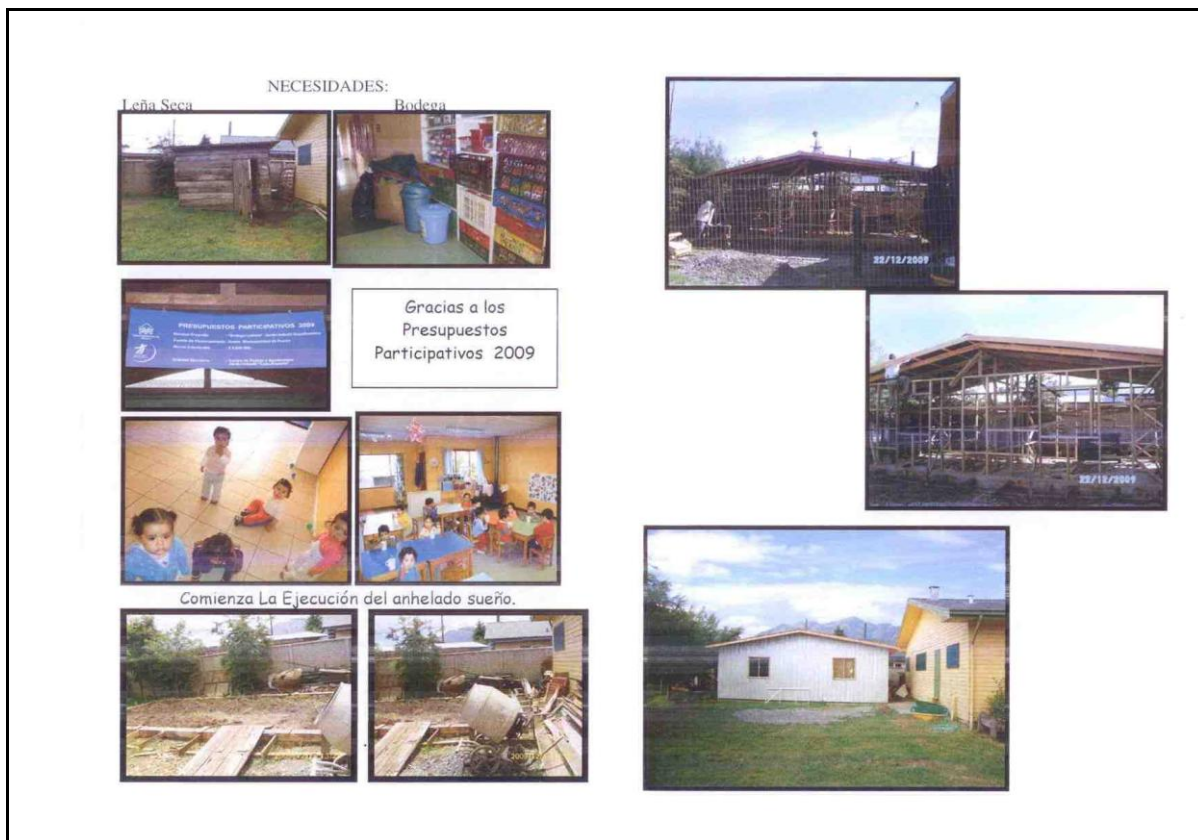 NECESIDADES:
Leña Seca
Bodega
PRESUPUESTOS PARTICIPATIVOS 2009
Gracias a los
Presupuestos
Participativos 2009
Comienza La Ejecución del anhelado sueño.
22/12/2009
22/12/2009